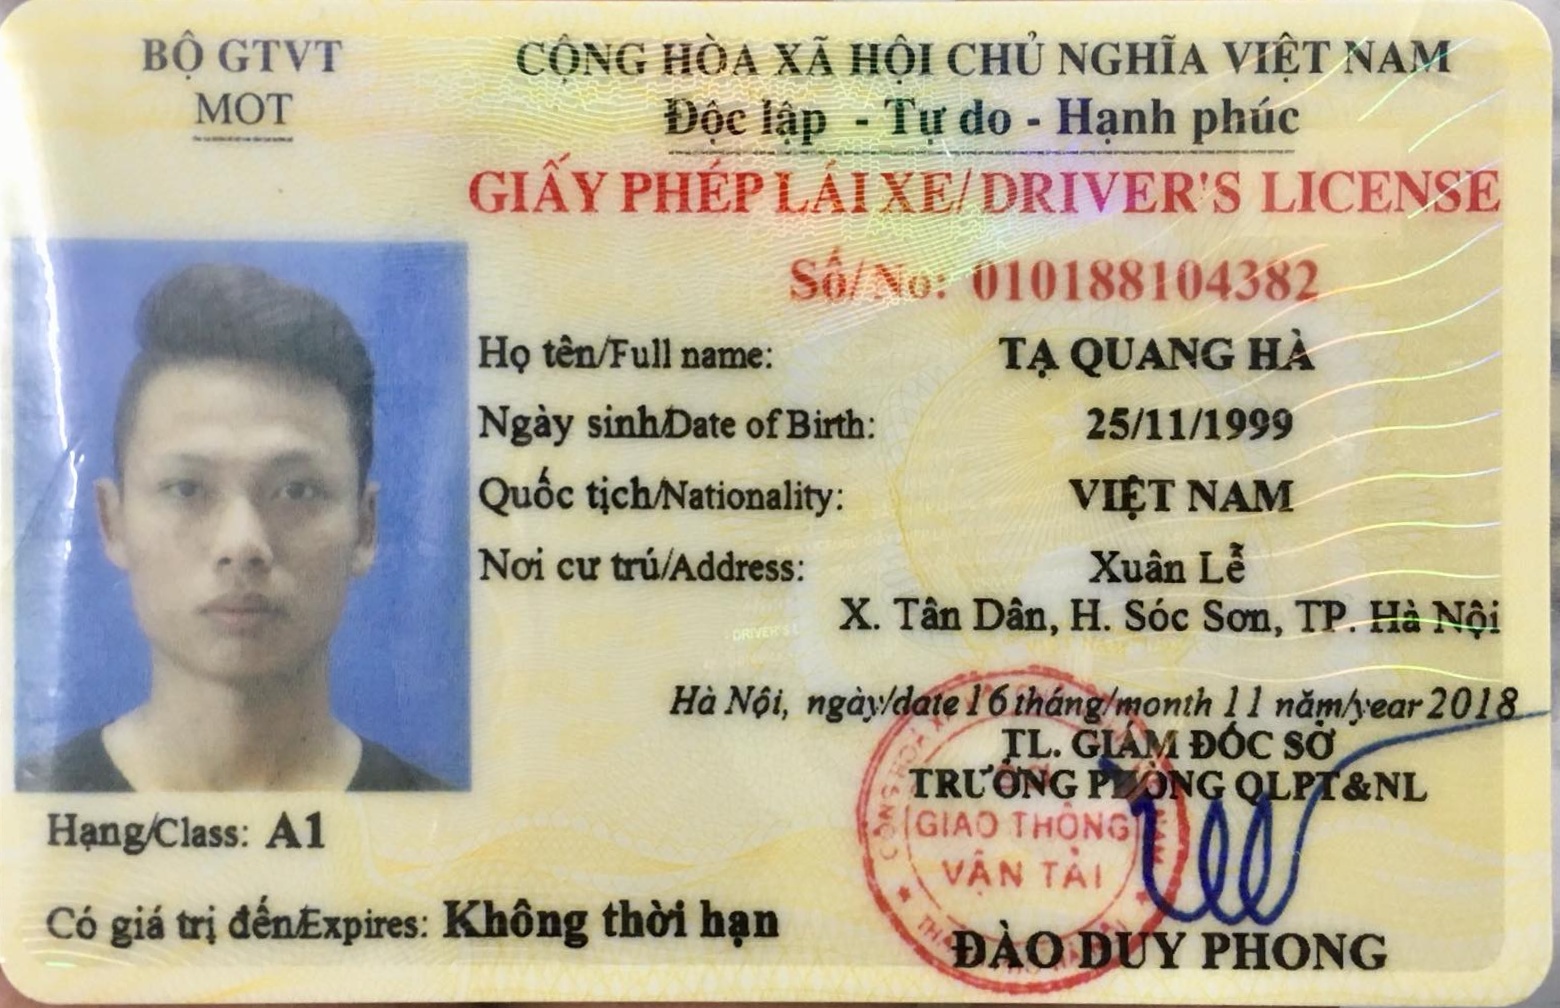 BỘ GTVT
MOT
CỘNG HÒA XÃ HỘI CHỦ NGHĨA VIỆT NAM
Độc lập - Tự do - Hạnh phúc
GIẤY PHÉP LÁI XE/ DRIVER'S LICENSE
Số/No: 010188104382
Họ tên/Full name: TẠ QUANG HÀ
Ngày sinh/Date of Birth: 25/11/1999
Quốc tịch/Nationality: VIỆT NAM
Nơi cư trú/Address: Xuân Lễ
X. Tân Dân, H. Sóc Sơn, TP. Hà Nội
Hà Nội, ngày/date 16 tháng/month 11 năm/year 2018
TL. GIÁM ĐỐC SỞ
TRƯỞNG PHÒNG QLPT&NL
GIAO THÔNG
VẬN TẢI
ĐÀO DUY PHONG
Hạng/Class: A1
Có giá trị đến/Expires: Không thời hạn